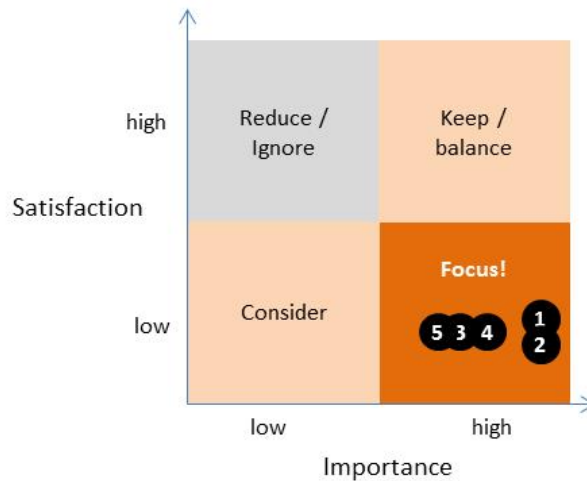 high
Reduce /
Ignore
Keep /
balance
Satisfaction
Focus!
low
Consider
5 3 4
1
2
low
high
Importance